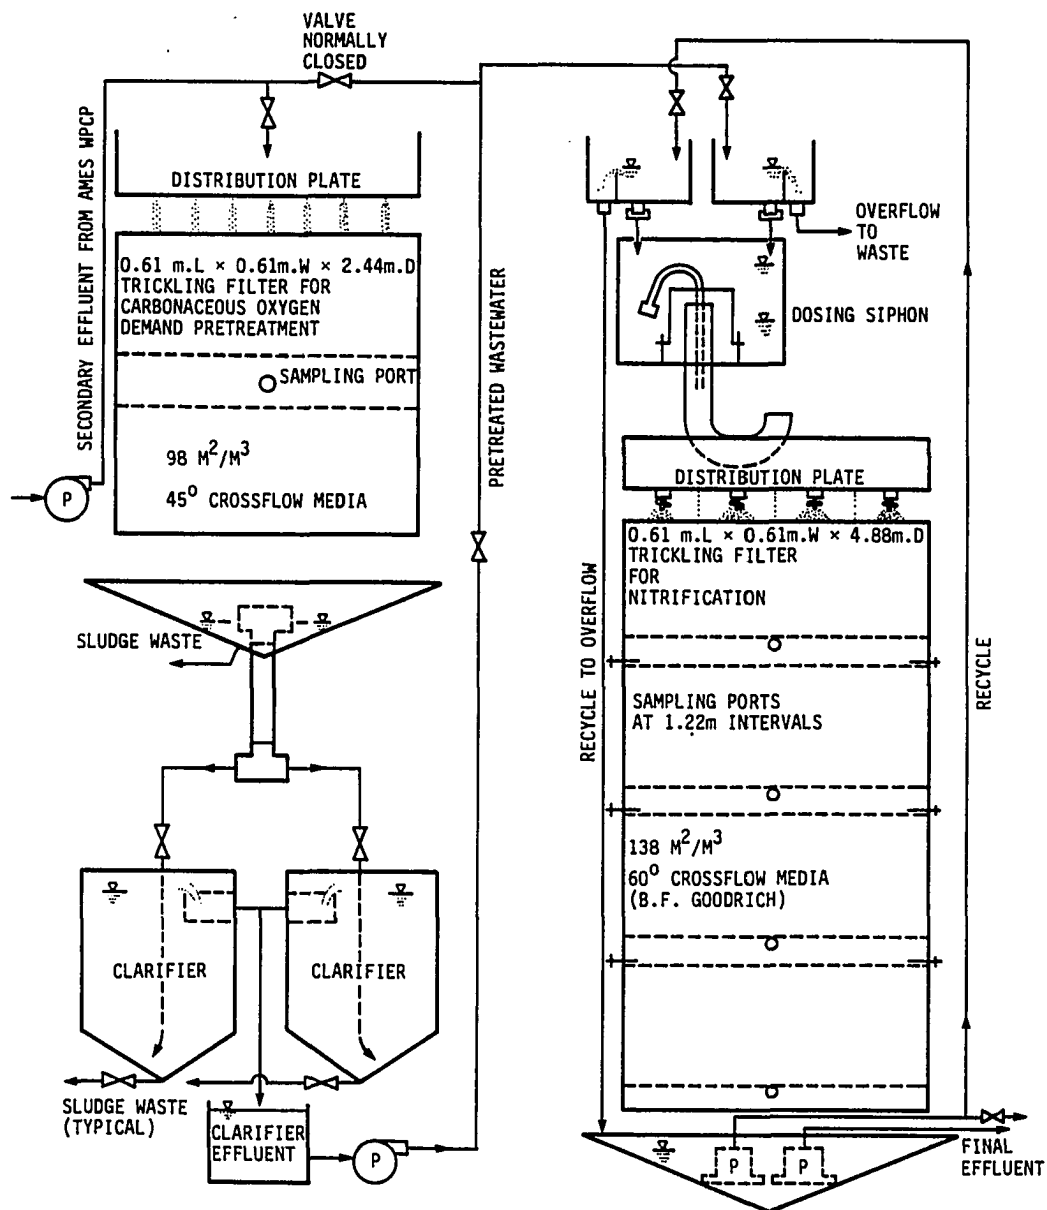 VALVE
NORMALLY
CLOSED
SECONDARY EFFLUENT FROM AMES WPCP
DISTRIBUTION PLATE
0.61 m.L × 0.61m.W × 2.44m.D
TRICKLING FILTER FOR
CARBONACEOUS OXYGEN
DEMAND PRETREATMENT
SAMPLING PORT
98 M²/M³
45⁰ CROSSFLOW MEDIA
P
PRETREATED WASTEWATER
SLUDGE WASTE
CLARIFIER
CLARIFIER
SLUDGE WASTE
(TYPICAL)
CLARIFIER
EFFLUENT
P
OVERFLOW
TO
WASTE
DOSING SIPHON
DISTRIBUTION PLATE
0.61 m.L × 0.61m.W × 4.88m.D
TRICKLING FILTER
FOR
NITRIFICATION
RECYCLE TO OVERFLOW
RECYCLE
SAMPLING PORTS
AT 1.22m INTERVALS
138 M²/M³
60⁰ CROSSFLOW MEDIA
(B.F. GOODRICH)
P
P
FINAL
EFFLUENT